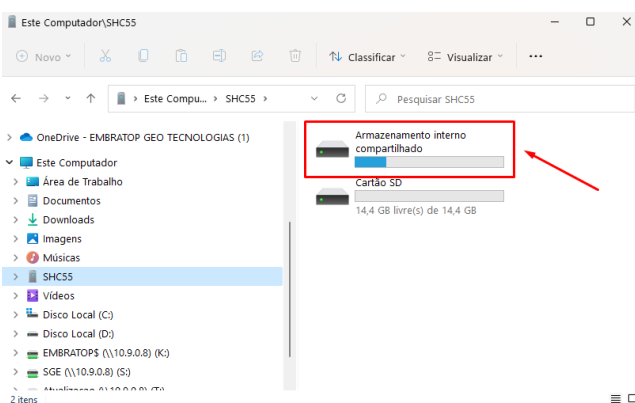 Este Computador\SHC55
Novo
Classificar
Visualizar
Este Compu...
SHC55
Pesquisar SHC55
OneDrive - EMBRATOP GEO TECNOLOGIAS (1)
Este Computador
Área de Trabalho
Documentos
Downloads
Imagens
Músicas
SHC55
Vídeos
Disco Local (C:)
Disco Local (D:)
EMBRATOP$ (\\10.9.0.8) (K:)
SGE (\\10.9.0.8) (S:)
Armazenamento interno
compartilhado
Cartão SD
14,4 GB livre(s) de 14,4 GB
2 itens